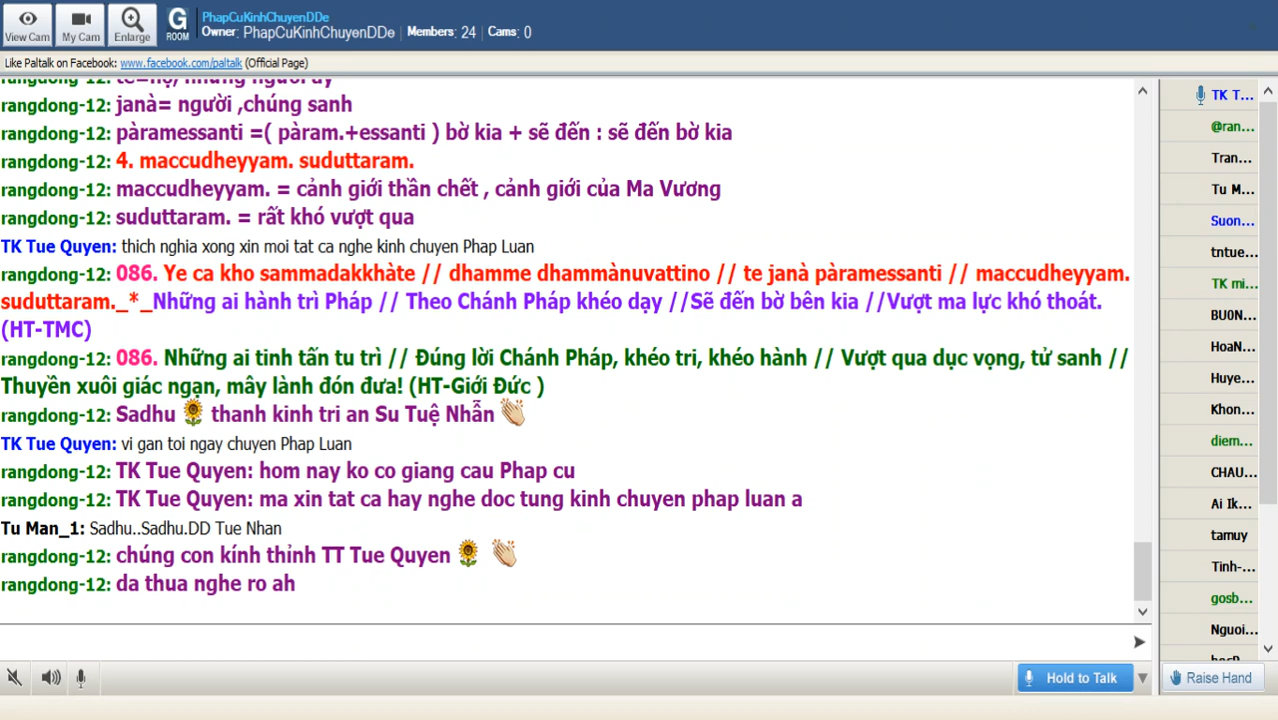 View Cam
My Cam
Enlarge
G
ROOM
PhapCuKinhChuyenDDe
Owner: PhapCuKinhChuyenDDe | Members: 24 | Cams: 0
Like Paltalk on Facebook: www.facebook.com/paltalk (Official Page)
rangdong-12: te=họ, những người ấy
rangdong-12: janà= người ,chúng sanh
rangdong-12: pàramessanti =( pàram.+essanti ) bờ kia + sẽ đến : sẽ đến bờ kia
rangdong-12: 4. maccudheyyam. suduttaram.
rangdong-12: maccudheyyam. = cảnh giới thần chết , cảnh giới của Ma Vương
rangdong-12: suduttaram. = rất khó vượt qua
TK Tue Quyen: thich nghia xong xin moi tat ca nghe kinh chuyen Phap Luan
rangdong-12: 086. Ye ca kho sammadakkhàte // dhamme dhammànuvattino // te janà pàramessanti // maccudheyyam.
suduttaram._*_Những ai hành trì Pháp // Theo Chánh Pháp khéo dạy //Sẽ đến bờ bên kia //Vượt ma lực khó thoát.
(HT-TMC)
rangdong-12: 086. Những ai tinh tấn tu trì // Đúng lời Chánh Pháp, khéo tri, khéo hành // Vượt qua dục vọng, tử sanh //
Thuyền xuôi giác ngạn, mây lành đón đưa! (HT-Giới Đức )
rangdong-12: Sadhu 🌻 thanh kinh tri an Su Tuệ Nhẫn 👏
TK Tue Quyen: vi gan toi ngay chuyen Phap Luan
rangdong-12: TK Tue Quyen: hom nay ko co giang cau Phap cu
rangdong-12: TK Tue Quyen: ma xin tat ca hay nghe doc tung kinh chuyen phap luan a
Tu Man_1: Sadhu..Sadhu.DD Tue Nhan
rangdong-12: chúng con kính thỉnh TT Tue Quyen 🌻 👏
rangdong-12: da thua nghe ro ah
TK T...
@ran...
Tran...
Tu M...
Suon...
tntue...
TK mi...
BU0N...
HoaN...
Huye...
Khon...
diem...
CHAU...
Ai Ik...
tamuy
Tinh-...
gosb...
Nguoi...
Hold to Talk
Raise Hand